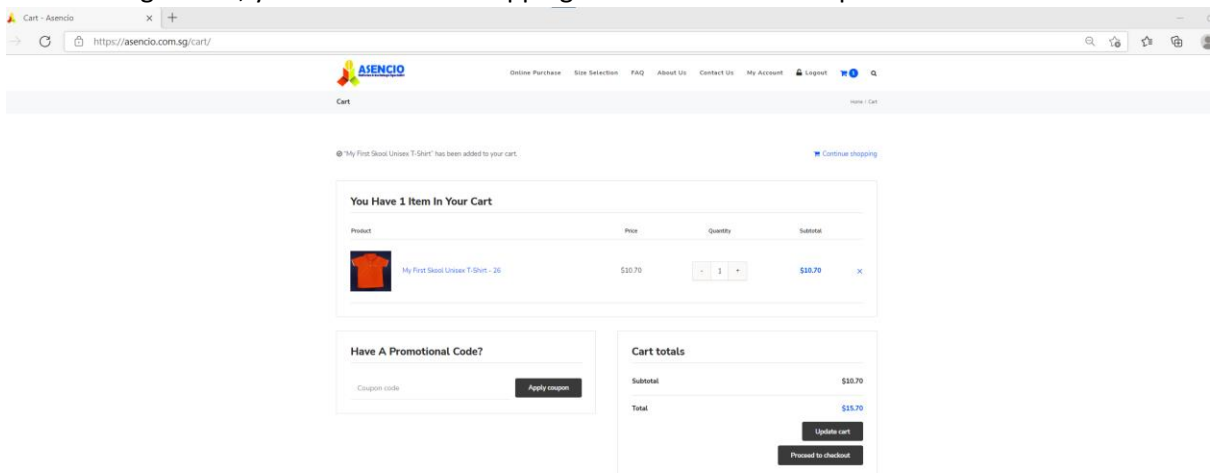 Cart - Asencio
https://asencio.com.sg/cart/
ASENCIO
Online Purchase Size Selection FAQ About Us Contact Us My Account Logout 1
Cart
Home / Cart
"My First Skool Unisex T-Shirt" has been added to your cart.
Continue shopping
You Have 1 Item In Your Cart
Product Price Quantity Subtotal
My First Skool Unisex T-Shirt - 26 $10.70 - 1 + $10.70 ×
Have A Promotional Code?
Coupon code Apply coupon
Cart totals
Subtotal $10.70
Total $15.70
Update cart
Proceed to checkout